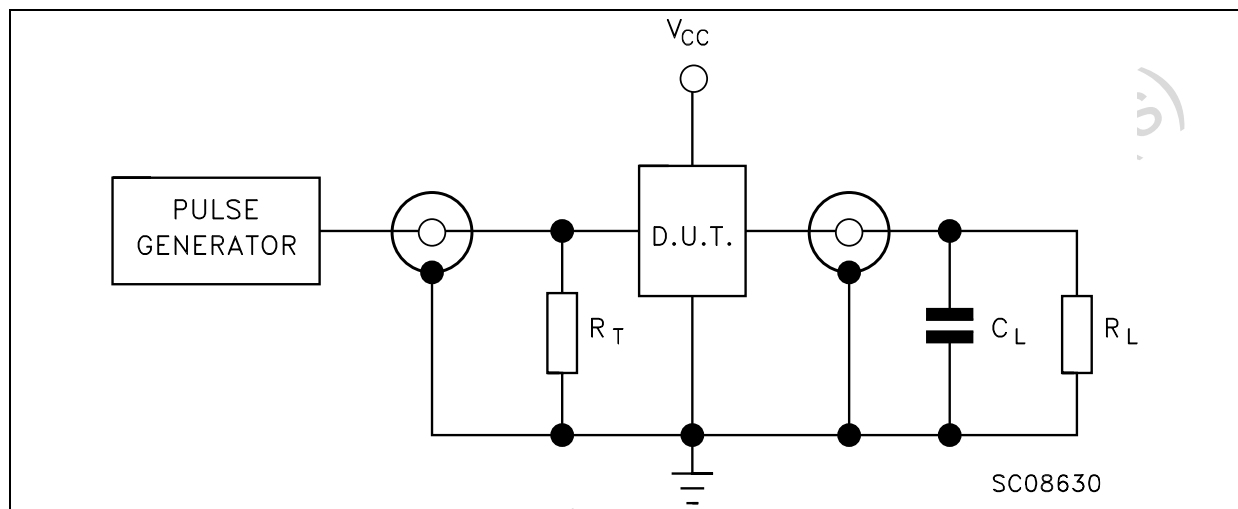 VCC
PULSE
GENERATOR
D.U.T.
RT
CL
RL
SC08630